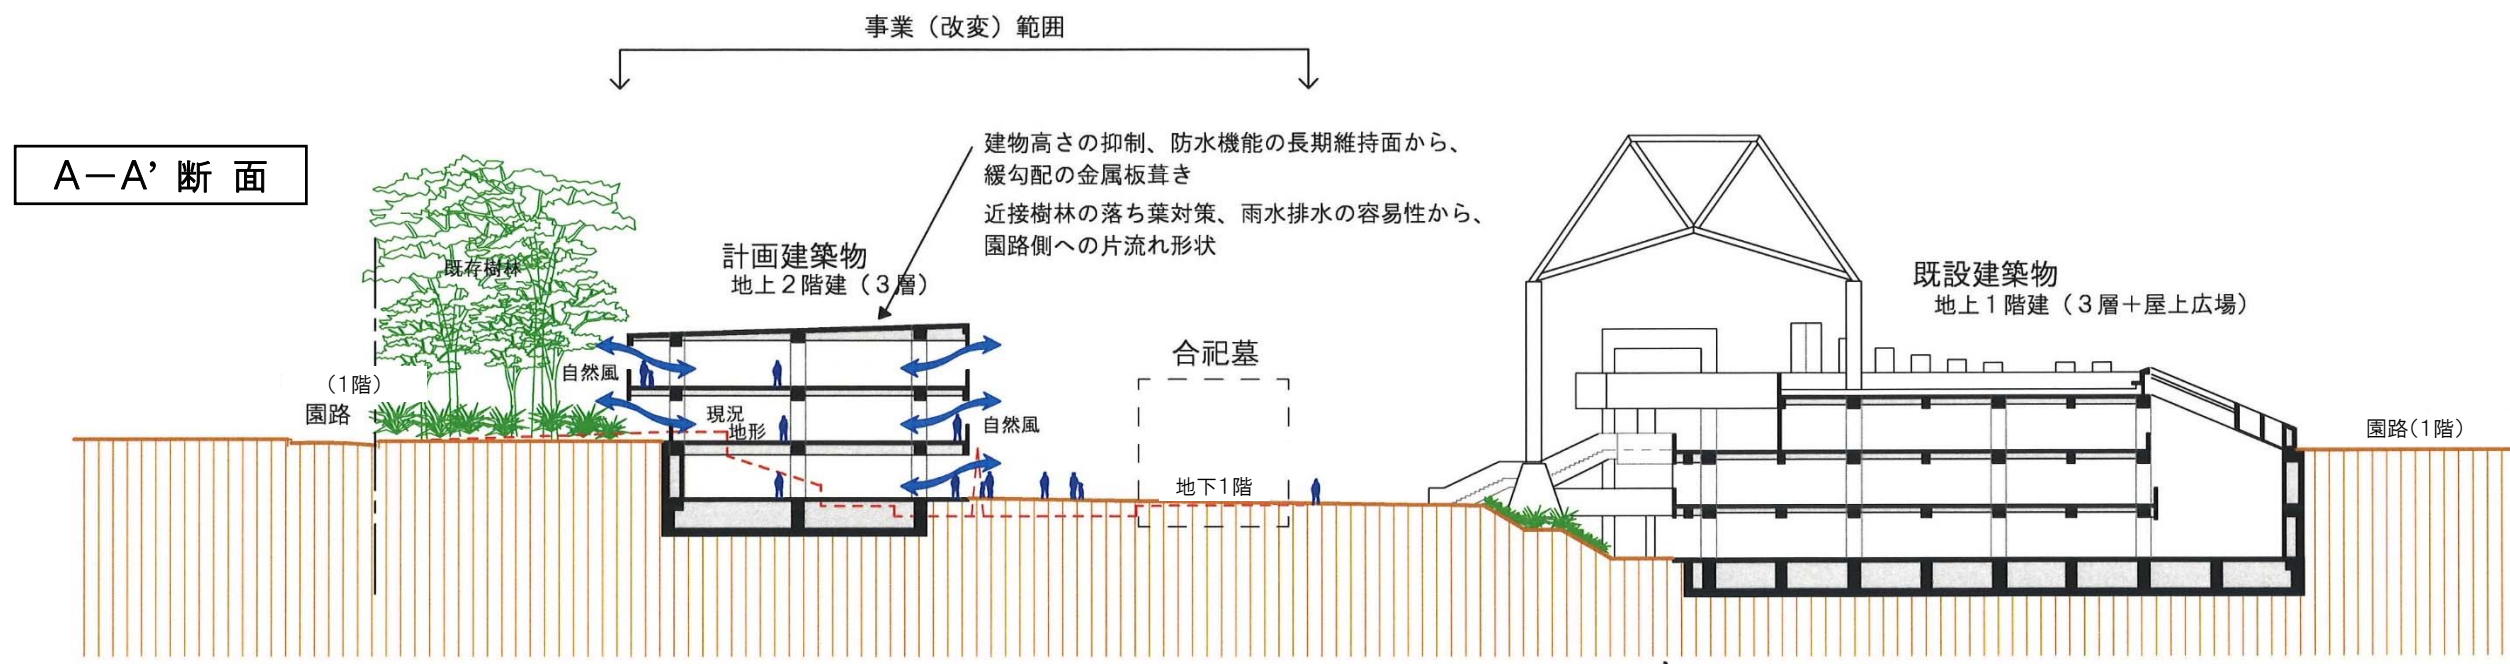 事業（改変）範囲
A－A’ 断 面
建物高さの抑制、防水機能の長期維持面から、
緩勾配の金属板葺き
近接樹林の落ち葉対策、雨水排水の容易性から、
園路側への片流れ形状
計画建築物
地上２階建（３層）
既存樹林
既設建築物
地上１階建（３層＋屋上広場）
合祀墓
自然風
（1階）
園路
現況
地形
自然風
園路（1階）
地下1階